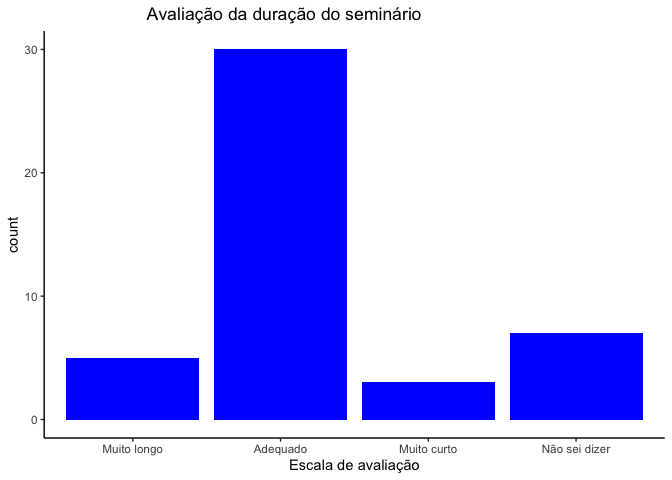 Avaliação da duração do seminário
30
20
10
0
count
Muito longo
Adequado
Muito curto
Não sei dizer
Escala de avaliação